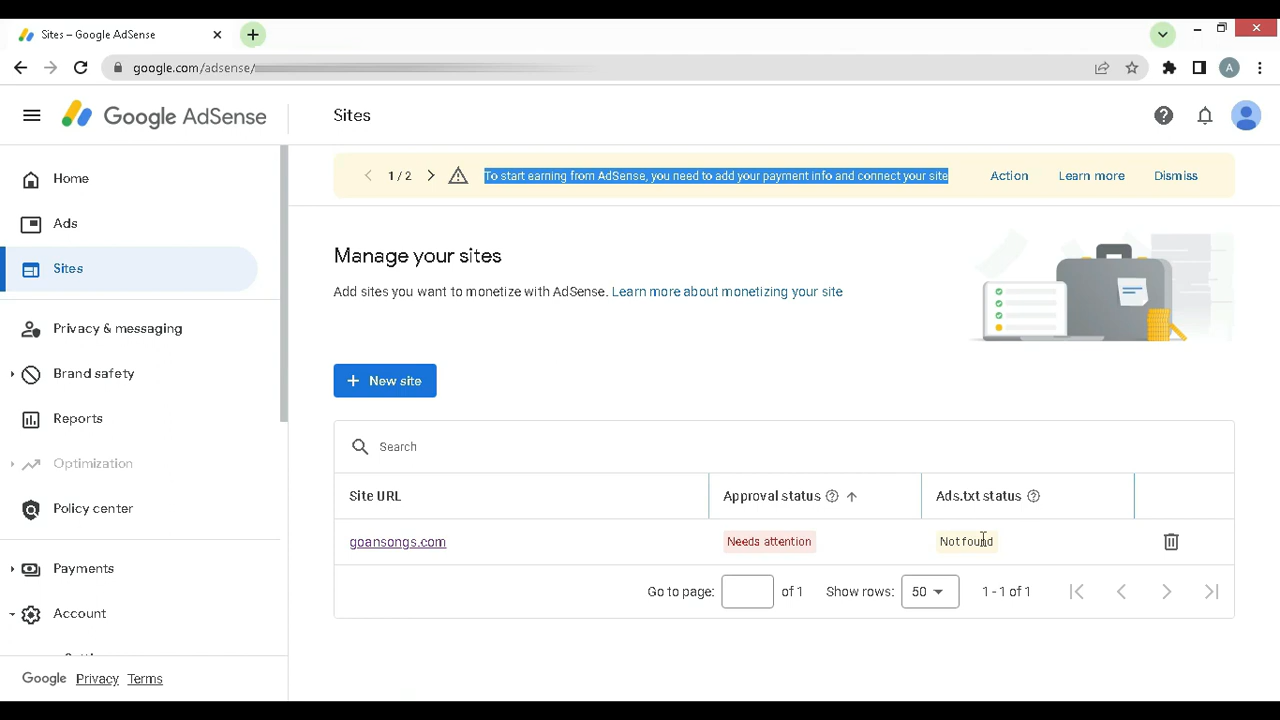 Sites – Google AdSense
google.com/adsense/
A
Google AdSense
Sites
Home
Ads
Sites
Privacy & messaging
Brand safety
Reports
Optimization
Policy center
Payments
Account
Google Privacy Terms
1 / 2 To start earning from AdSense, you need to add your payment info and connect your site Action Learn more Dismiss
Manage your sites
Add sites you want to monetize with AdSense. Learn more about monetizing your site
+ New site
Search
Site URL Approval status Ads.txt status
goansongs.com Needs attention Not found
Go to page: of 1 Show rows: 50 1 - 1 of 1